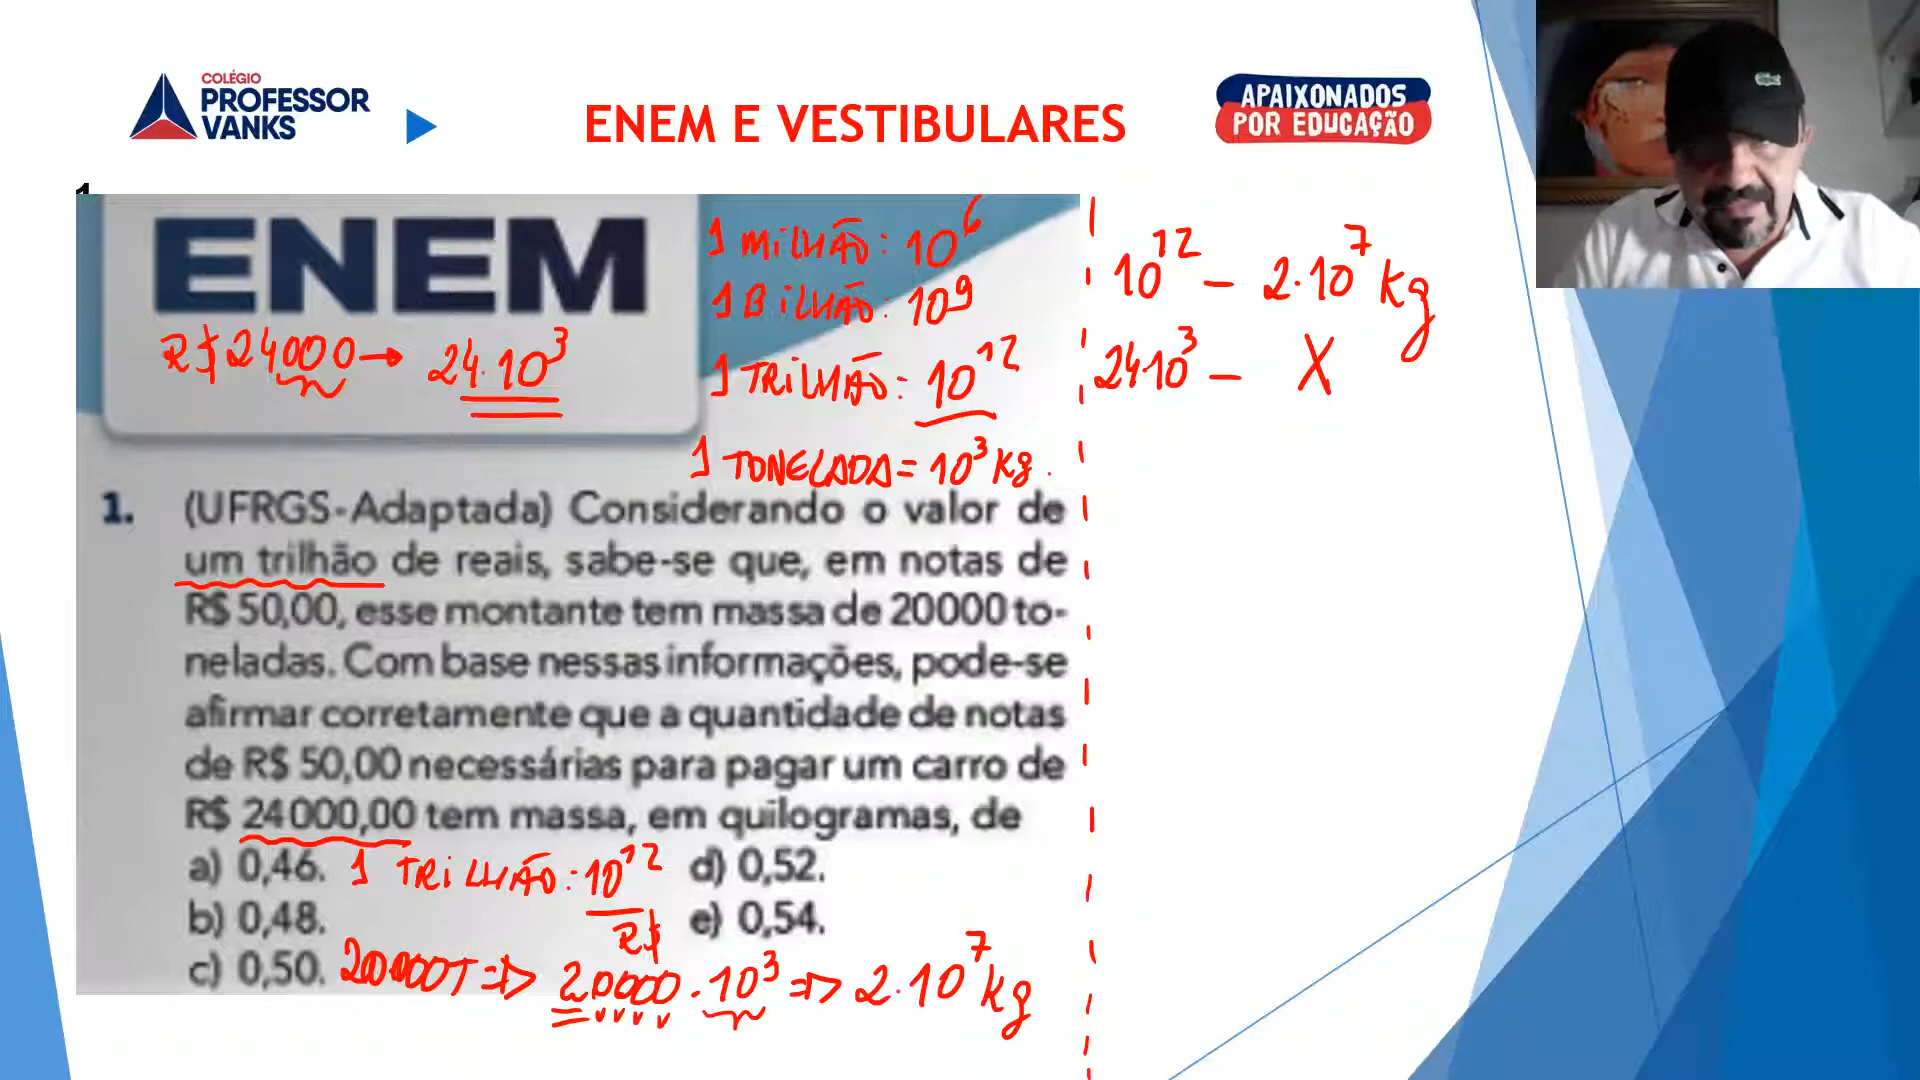 COLÉGIO
PROFESSOR
VANKS
ENEM E VESTIBULARES
APAIXONADOS
POR EDUCAÇÃO
ENEM
R$ 24000 → 24·10³
1 MILHÃO: 10⁶
1 BILHÃO: 10⁹
1 TRILHÃO: 10¹²
1 TONELADA = 10³ kg.
1. (UFRGS-Adaptada) Considerando o valor de
um trilhão de reais, sabe-se que, em notas de
R$ 50,00, esse montante tem massa de 20000 to-
neladas. Com base nessas informações, pode-se
afirmar corretamente que a quantidade de notas
de R$ 50,00 necessárias para pagar um carro de
R$ 24000,00 tem massa, em quilogramas, de
a) 0,46.
b) 0,48.
c) 0,50.
d) 0,52.
e) 0,54.
1 TRILHÃO: 10¹²
R$
20000T => 20000 · 10³ => 2·10⁷ kg
10¹² – 2·10⁷ kg
24·10³ – X